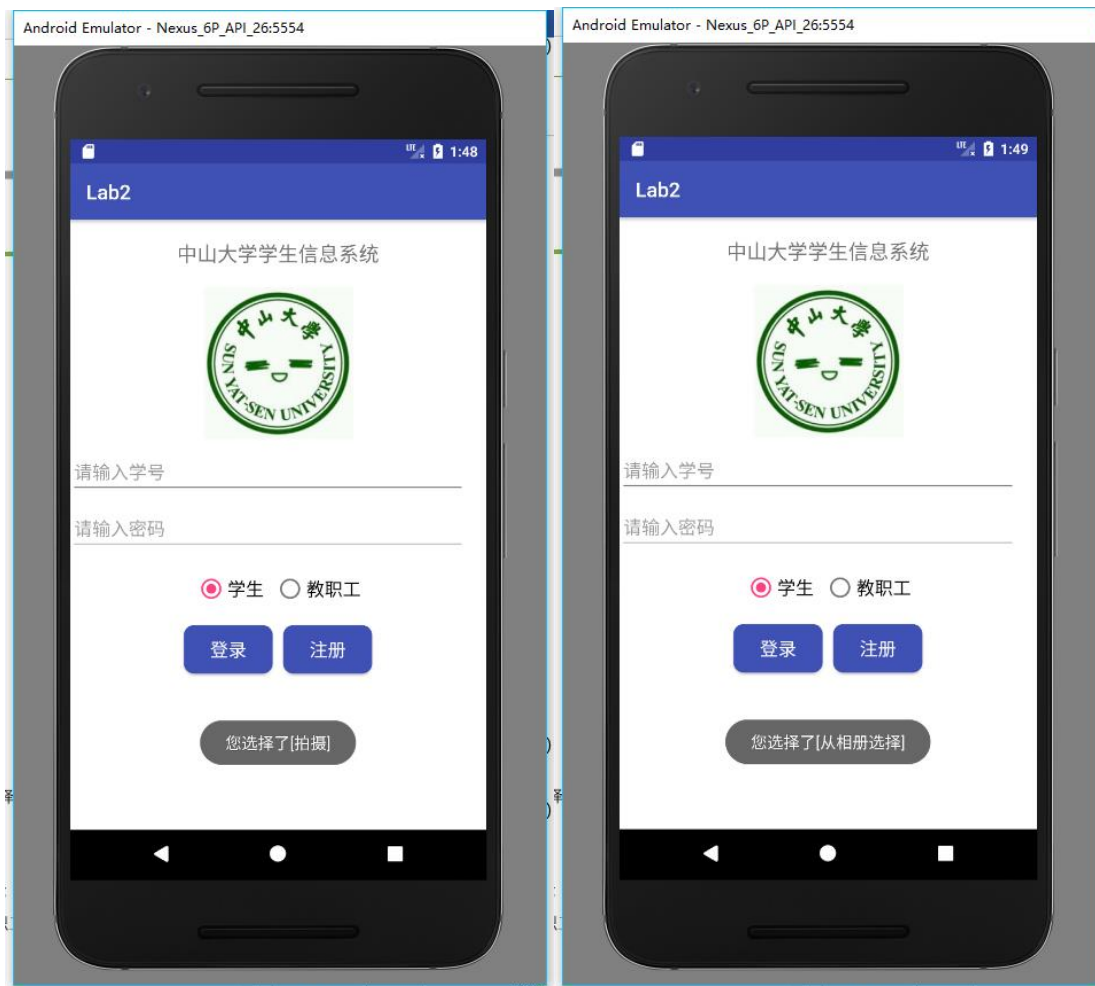 Android Emulator - Nexus_6P_API_26:5554
LTE 1:48
Lab2
中山大学学生信息系统
中山大學
SUN YAT-SEN UNIVERSITY
请输入学号
请输入密码
学生 教职工
登录 注册
您选择了[拍摄]
Android Emulator - Nexus_6P_API_26:5554
LTE 1:49
Lab2
中山大学学生信息系统
中山大學
SUN YAT-SEN UNIVERSITY
请输入学号
请输入密码
学生 教职工
登录 注册
您选择了[从相册选择]